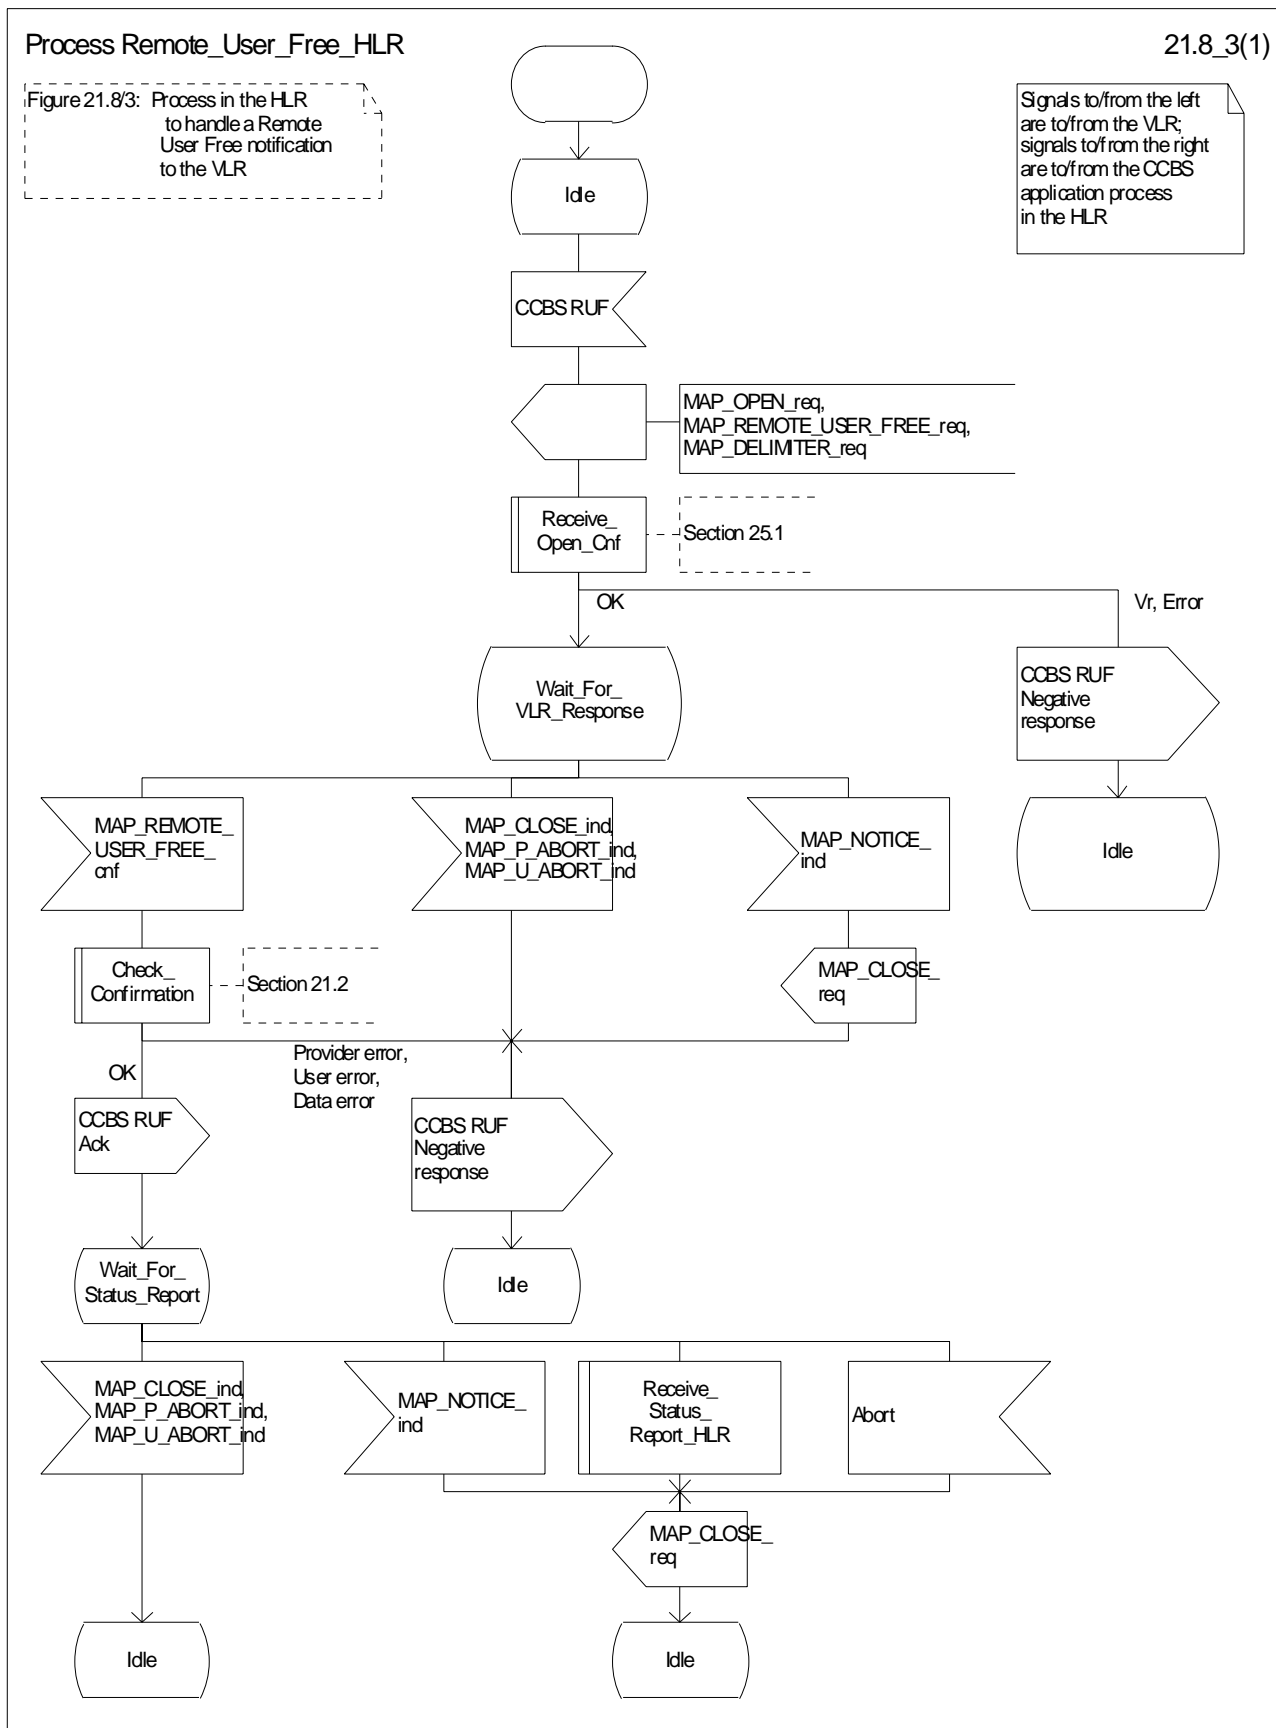 Process Remote_User_Free_HLR
21.8_3(1)
Figure 21.8/3: Process in the HLR
to handle a Remote
User Free notification
to the VLR
Signals to/from the left
are to/from the VLR;
signals to/from the right
are to/from the CCBS
application process
in the HLR
Idle
CCBS RUF
MAP_OPEN_req,
MAP_REMOTE_USER_FREE_req,
MAP_DELIMITER_req
Receive_
Open_Cnf
Section 25.1
OK
Vr, Error
Wait_For_
VLR_Response
CCBS RUF
Negative
response
MAP_REMOTE_
USER_FREE_
cnf
MAP_CLOSE_ind,
MAP_P_ABORT_ind,
MAP_U_ABORT_ind
MAP_NOTICE_
ind
Idle
Check_
Confirmation
Section 21.2
MAP_CLOSE_
req
Provider error,
User error,
Data error
OK
CCBS RUF
Ack
CCBS RUF
Negative
response
Wait_For_
Status_Report
Idle
MAP_CLOSE_ind,
MAP_P_ABORT_ind,
MAP_U_ABORT_ind
MAP_NOTICE_
ind
Receive_
Status_
Report_HLR
Abort
MAP_CLOSE_
req
Idle
Idle